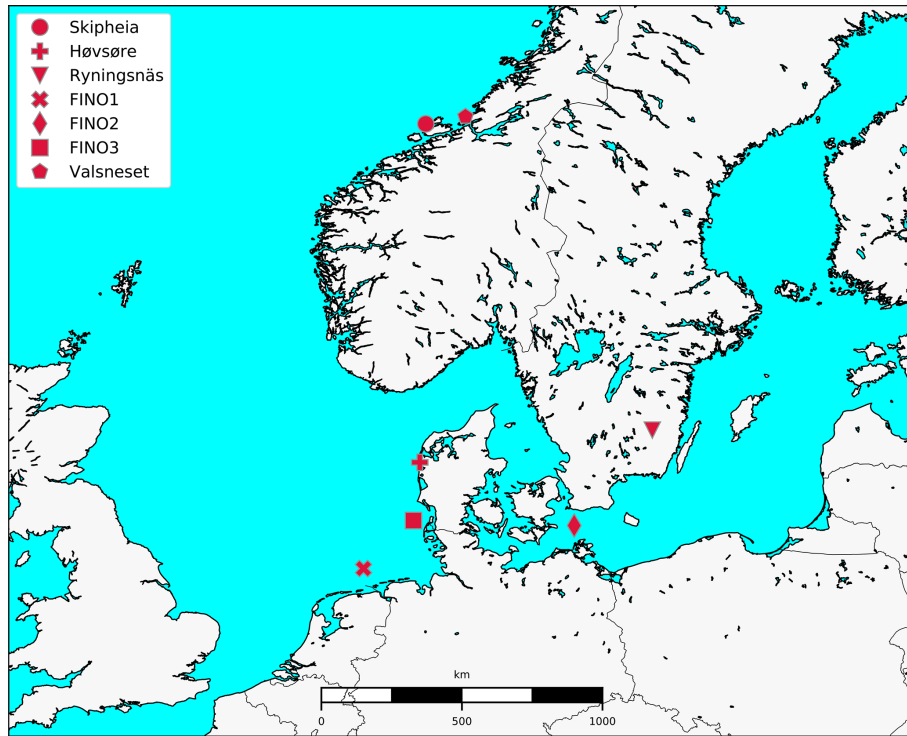 Skipheia
Høvsøre
Ryningsnäs
FINO1
FINO2
FINO3
Valsneset
km
0 500 1000